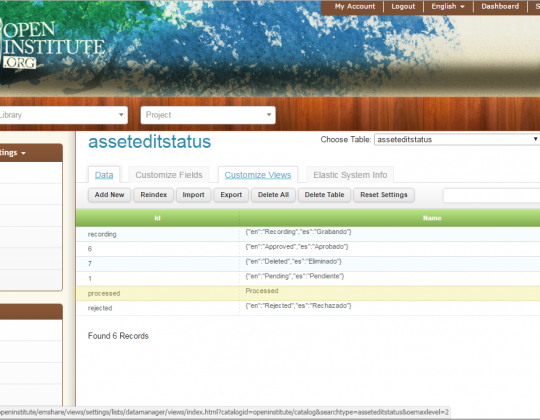 My Account Logout English Dashboard S
OPEN
INSTITUTE
.ORG
Library Project
asseteditstatus Choose Table: asseteditstatus
ttings
Data Customize Fields Customize Views Elastic System Info
Add New Reindex Import Export Delete All Delete Table Reset Settings
Id Name
recording {"en":"Recording","es":"Grabando"}
6 {"en":"Approved","es":"Aprobado"}
7 {"en":"Deleted","es":"Eliminado"}
1 {"en":"Pending","es":"Pendiente"}
processed Processed
rejected {"en":"Rejected","es":"Rechazado"}
Found 6 Records
openinstitute/emshare/views/settings/lists/datamanager/views/index.html?catalogid=openinstitute/catalog&searchtype=asseteditstatus&oemaxlevel=2